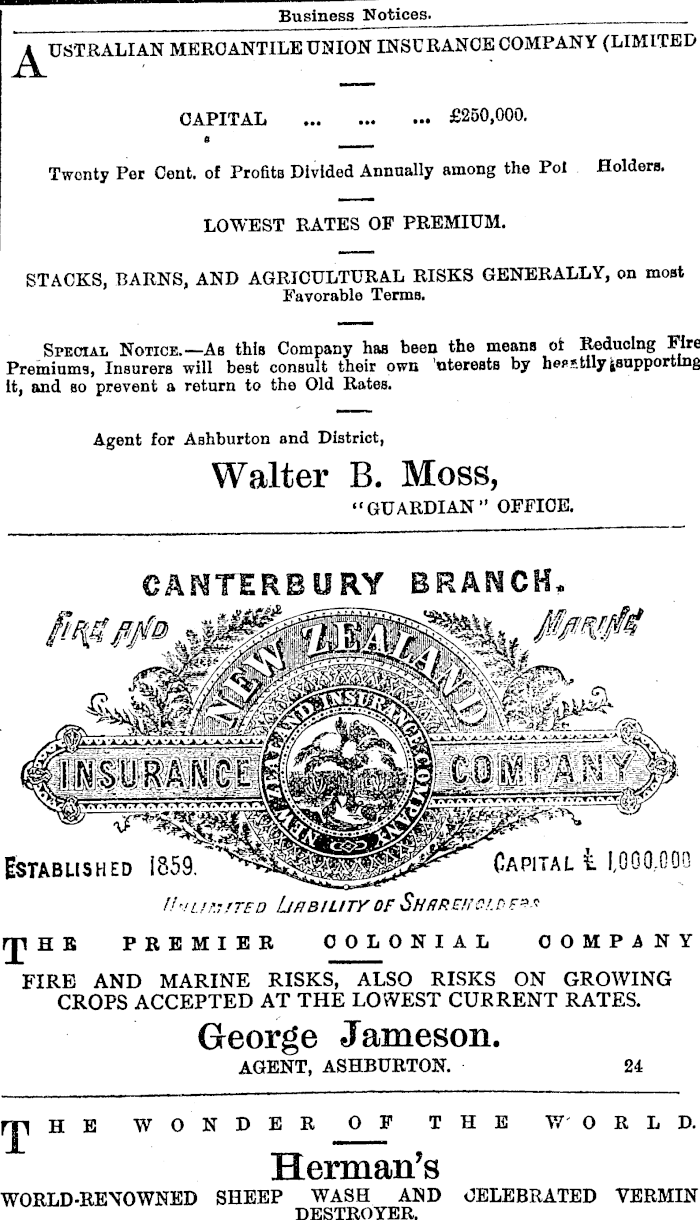 Business Notices.
AUSTRALIAN MERCANTILE UNION INSURANCE COMPANY (LIMITED
CAPITAL ... ... ... £250,000.
Twenty Per Cent. of Profits Divided Annually among the Pol Holders.
LOWEST RATES OF PREMIUM.
STACKS, BARNS, AND AGRICULTURAL RISKS GENERALLY, on most
Favorable Terms.
SPECIAL NOTICE.—As this Company has been the means of Reducing Fire
Premiums, Insurers will best consult their own 'nterests by heartily supporting
it, and so prevent a return to the Old Rates.
Agent for Ashburton and District,
Walter B. Moss,
"GUARDIAN" OFFICE.
CANTERBURY BRANCH.
FIRE AND MARINE
NEW ZEALAND
NEW ZEALAND INSURANCE COMPANY
INSURANCE COMPANY
ESTABLISHED 1859. CAPITAL £1,000,000
UNLIMITED LIABILITY OF SHAREHOLDERS
THE PREMIER COLONIAL COMPANY
FIRE AND MARINE RISKS, ALSO RISKS ON GROWING
CROPS ACCEPTED AT THE LOWEST CURRENT RATES.
George Jameson.
AGENT, ASHBURTON. 24
THE WONDER OF THE WORLD.
Herman's
WORLD-RENOWNED SHEEP WASH AND CELEBRATED VERMIN
DESTROYER.